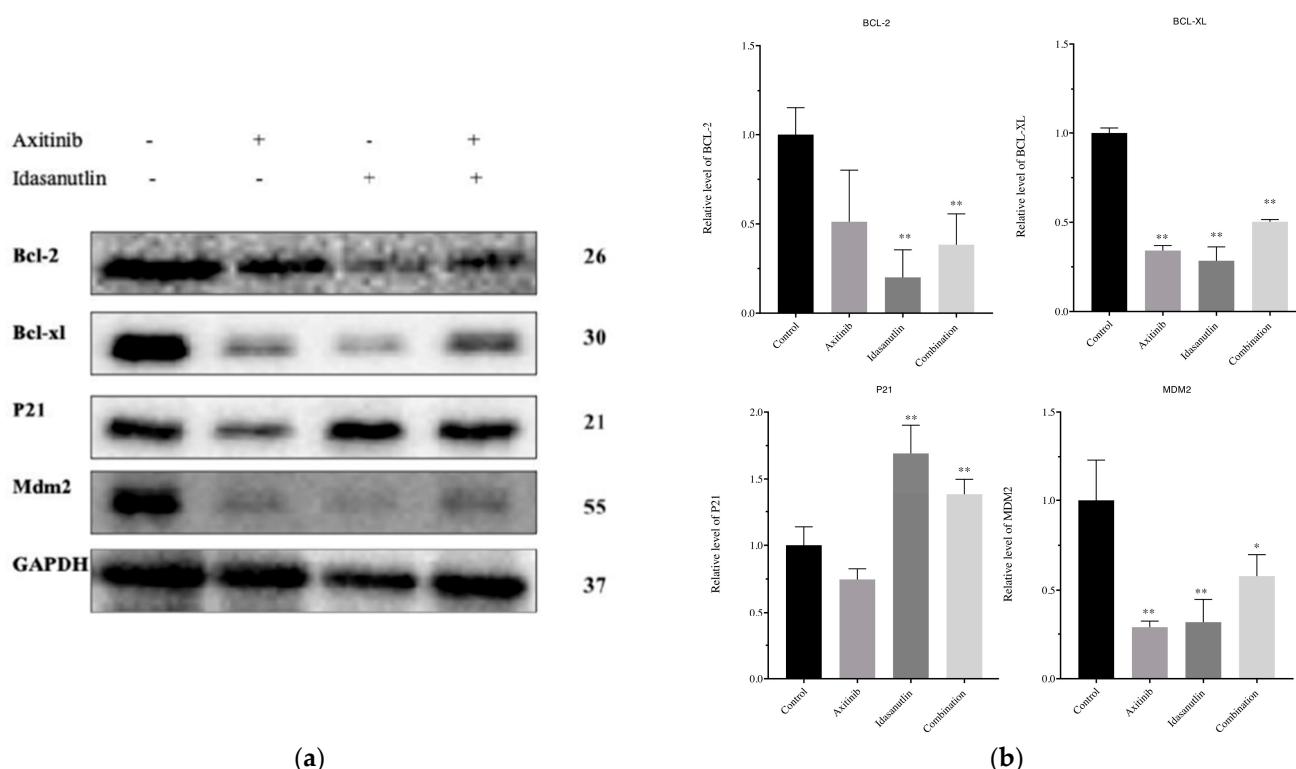 Axitinib - + - +
Idasanutlin - - + +
Bcl-2 26
Bcl-xl 30
P21 21
Mdm2 55
GAPDH 37
(a)
BCL-2
Relative level of BCL-2
1.5
1.0
0.5
0.0
Control
Axitinib
Idasanutlin
Combination
**
**
BCL-XL
Relative level of BCL-XL
1.5
1.0
0.5
0.0
Control
Axitinib
Idasanutlin
Combination
**
**
**
P21
Relative level of P21
2.0
1.5
1.0
0.5
0.0
Control
Axitinib
Idasanutlin
Combination
**
**
MDM2
Relative level of MDM2
1.5
1.0
0.5
0.0
Control
Axitinib
Idasanutlin
Combination
**
**
*
(b)